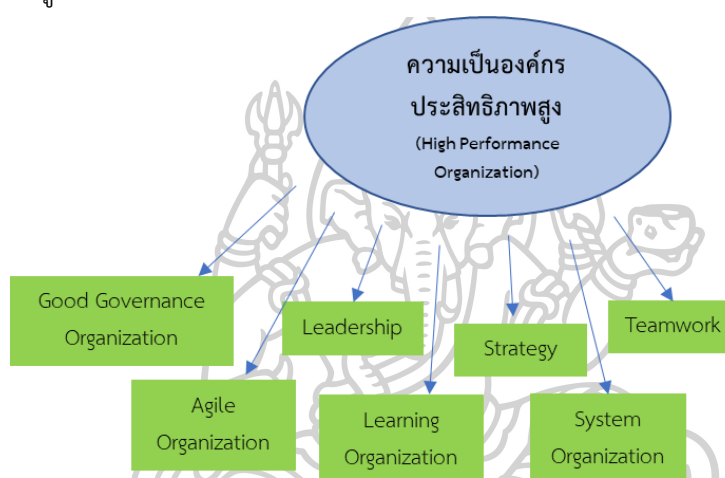 ความเป็นองค์กร
ประสิทธิภาพสูง
(High Performance
Organization)
Good Governance
Organization
Leadership
Strategy
Teamwork
Agile
Organization
Learning
Organization
System
Organization